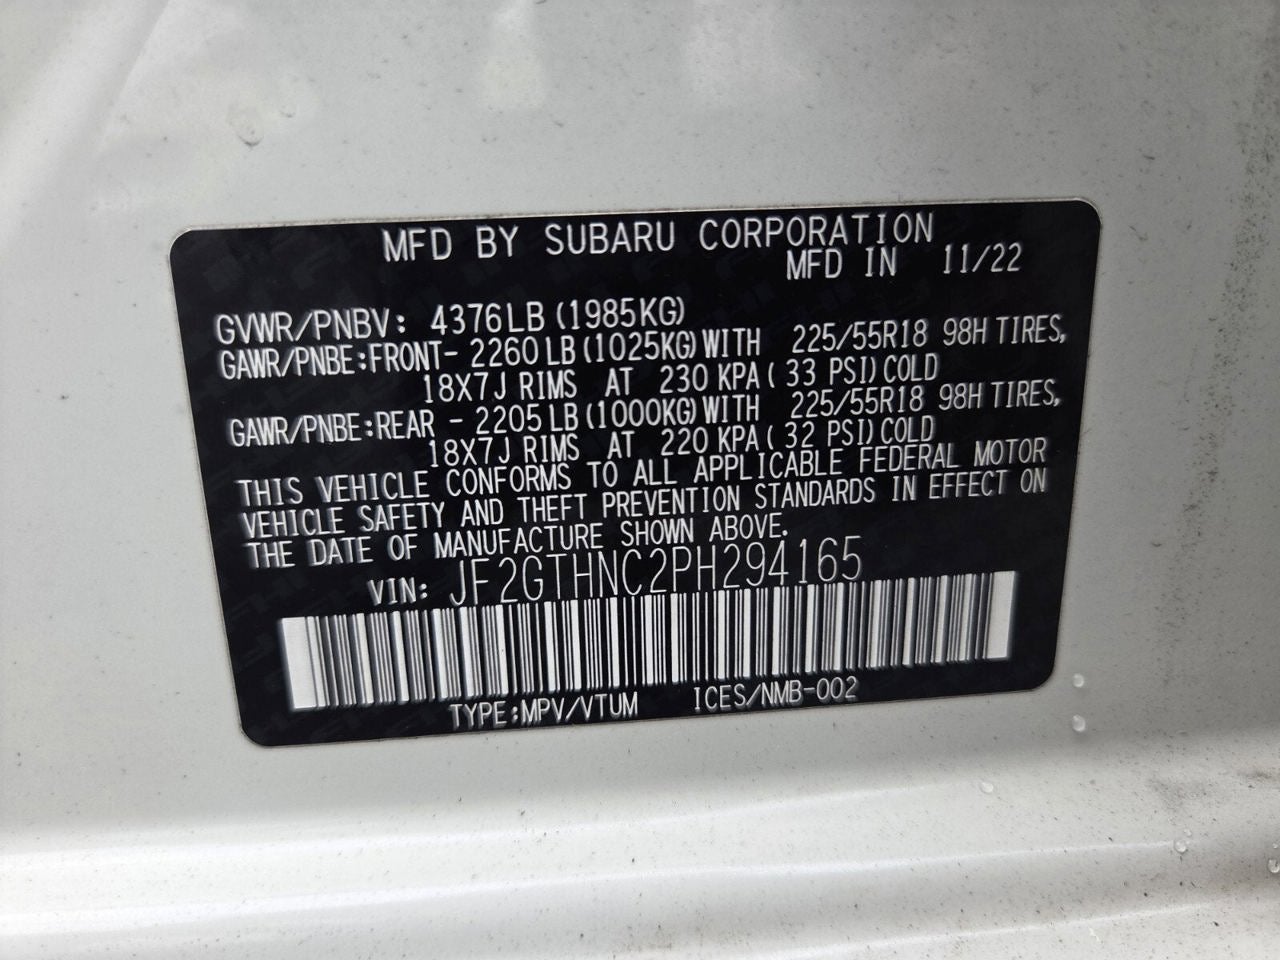 MFD BY SUBARU CORPORATION
MFD IN 11/22
GVWR/PNBV: 4376LB (1985KG)
GAWR/PNBE:FRONT- 2260 LB (1025KG) WITH 225/55R18 98H TIRES,
18X7J RIMS AT 230 KPA ( 33 PSI) COLD
GAWR/PNBE:REAR - 2205 LB (1000KG) WITH 225/55R18 98H TIRES,
18X7J RIMS AT 220 KPA ( 32 PSI) COLD
THIS VEHICLE CONFORMS TO ALL APPLICABLE FEDERAL MOTOR
VEHICLE SAFETY AND THEFT PREVENTION STANDARDS IN EFFECT ON
THE DATE OF MANUFACTURE SHOWN ABOVE.
VIN: JF2GTHNC2PH294165
TYPE:MPV/VTUM ICES/NMB-002